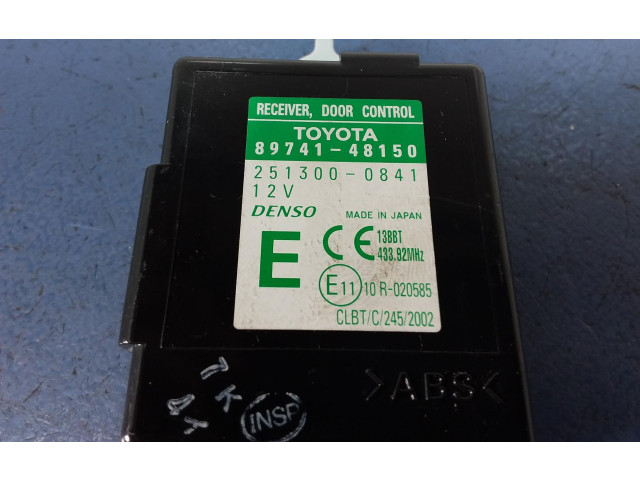 RECEIVER, DOOR CONTROL
TOYOTA
89741-48150
251300-0841
12V
DENSO MADE IN JAPAN
E CE 13BBT
433.92MHz
E11 10 R-020585
CLBT/C/245/2002
>ABS<
INSP